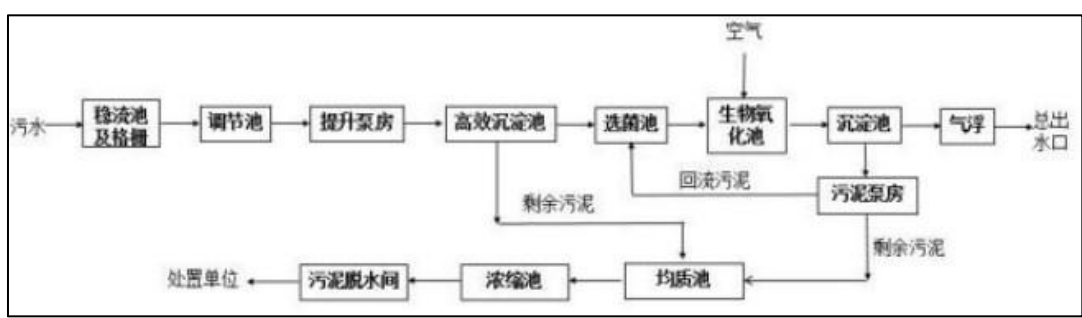 空气
污水
稳流池
及格栅
调节池
提升泵房
高效沉淀池
选菌池
生物氧
化池
沉淀池
气浮
总出
水口
回流污泥
污泥泵房
剩余污泥
剩余污泥
处置单位
污泥脱水间
浓缩池
均质池